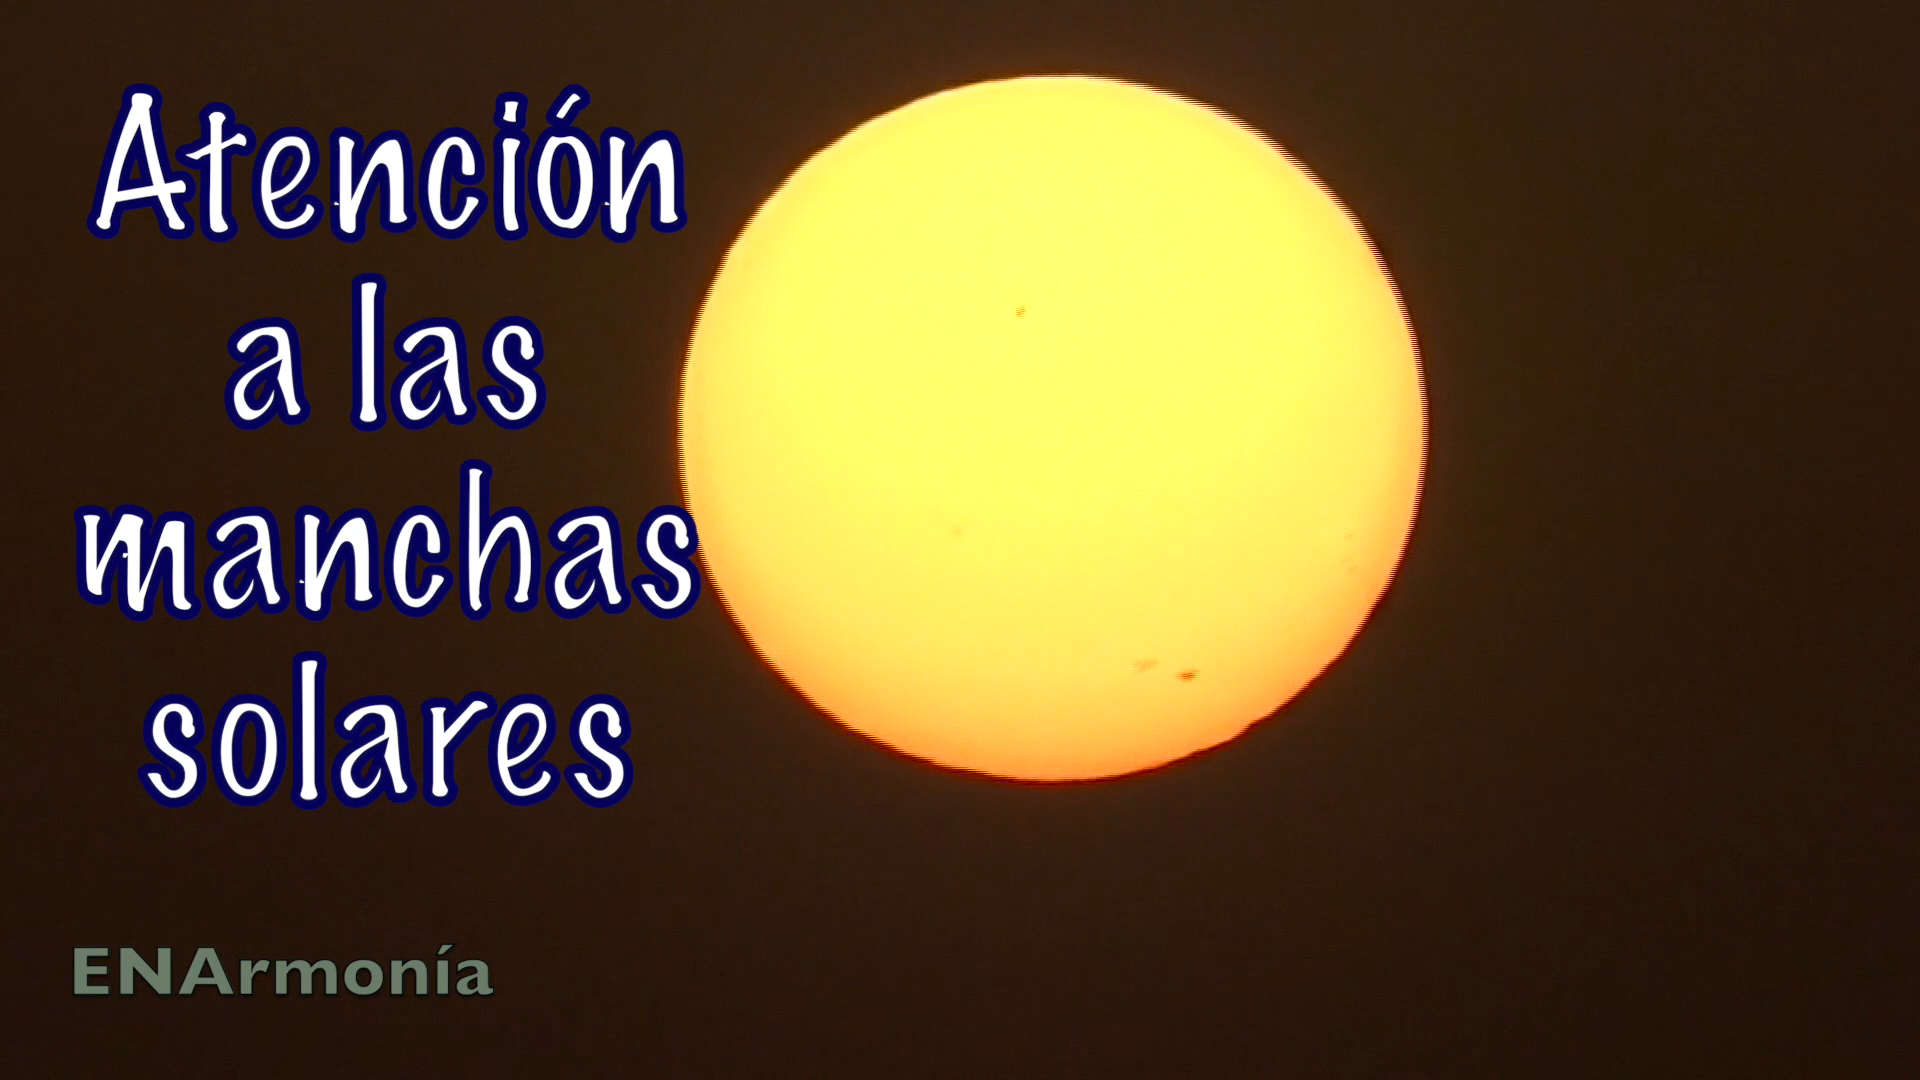 Atención
a las
manchas
solares
ENArmonía